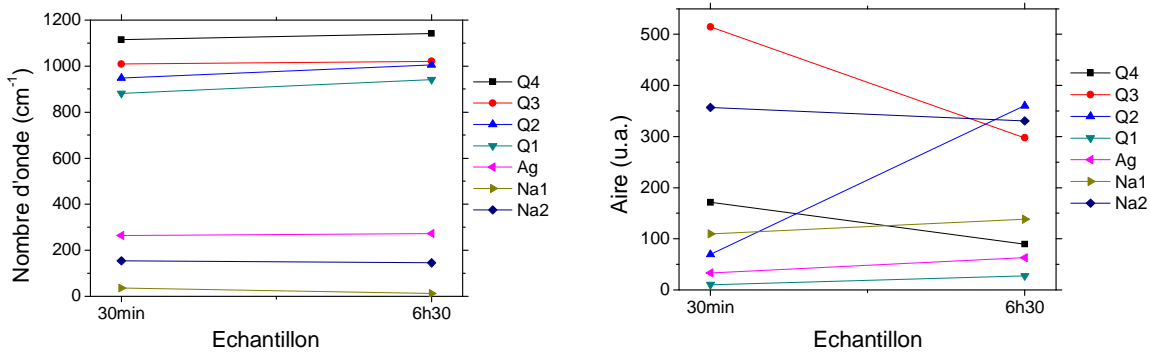 1200
1000
800
600
400
200
0
Nombre d'onde (cm-1)
30min
6h30
Echantillon
Q4
Q3
Q2
Q1
Ag
Na1
Na2
500
400
300
200
100
0
Aire (u.a.)
30min
6h30
Echantillon
Q4
Q3
Q2
Q1
Ag
Na1
Na2